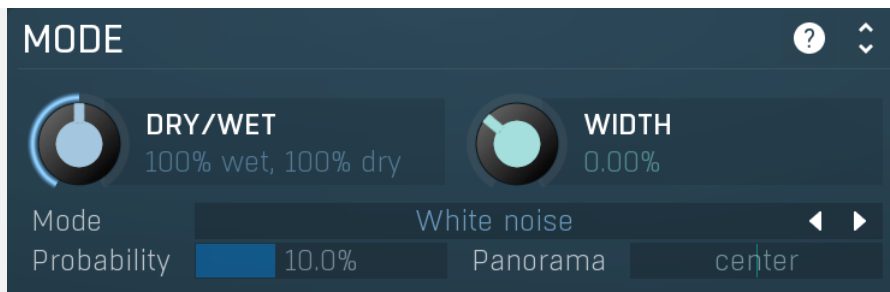 MODE ?
DRY/WET WIDTH
100% wet, 100% dry 0.00%
Mode White noise
Probability 10.0% Panorama center